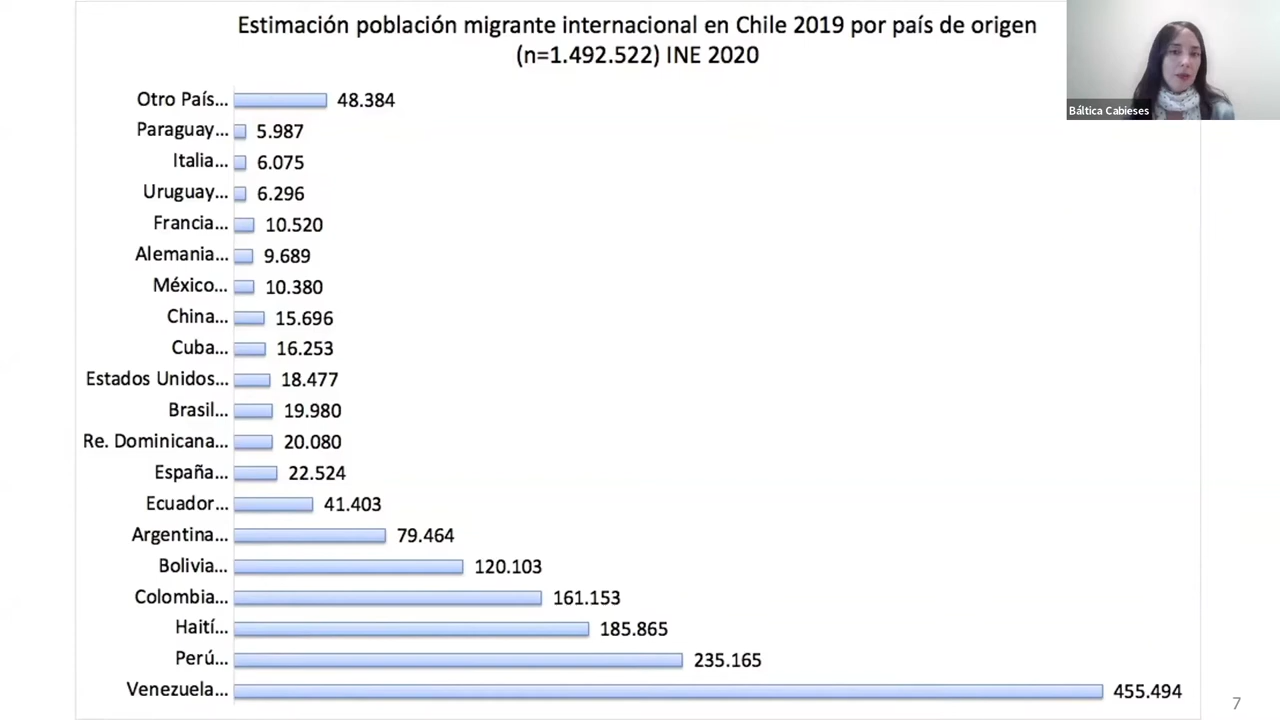 Estimación población migrante internacional en Chile 2019 por país de origen
(n=1.492.522) INE 2020
Báltica Cabieses
Otro País... 48.384
Paraguay... 5.987
Italia... 6.075
Uruguay... 6.296
Francia... 10.520
Alemania... 9.689
México... 10.380
China... 15.696
Cuba... 16.253
Estados Unidos... 18.477
Brasil... 19.980
Re. Dominicana... 20.080
España... 22.524
Ecuador... 41.403
Argentina... 79.464
Bolivia... 120.103
Colombia... 161.153
Haití... 185.865
Perú... 235.165
Venezuela... 455.494
7